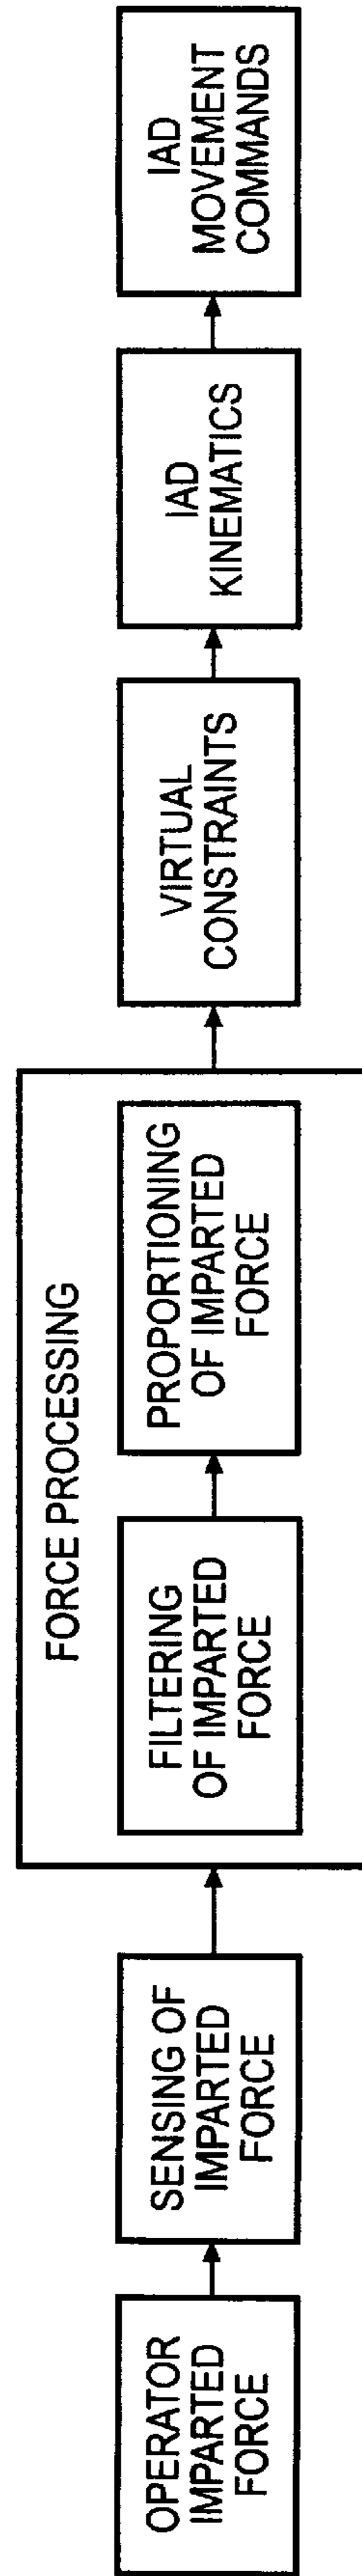 OPERATOR
IMPARTED
FORCE
SENSING OF
IMPARTED
FORCE
FORCE PROCESSING
FILTERING
OF IMPARTED
FORCE
PROPORTIONING
OF IMPARTED
FORCE
VIRTUAL
CONSTRAINTS
IAD
KINEMATICS
IAD
MOVEMENT
COMMANDS